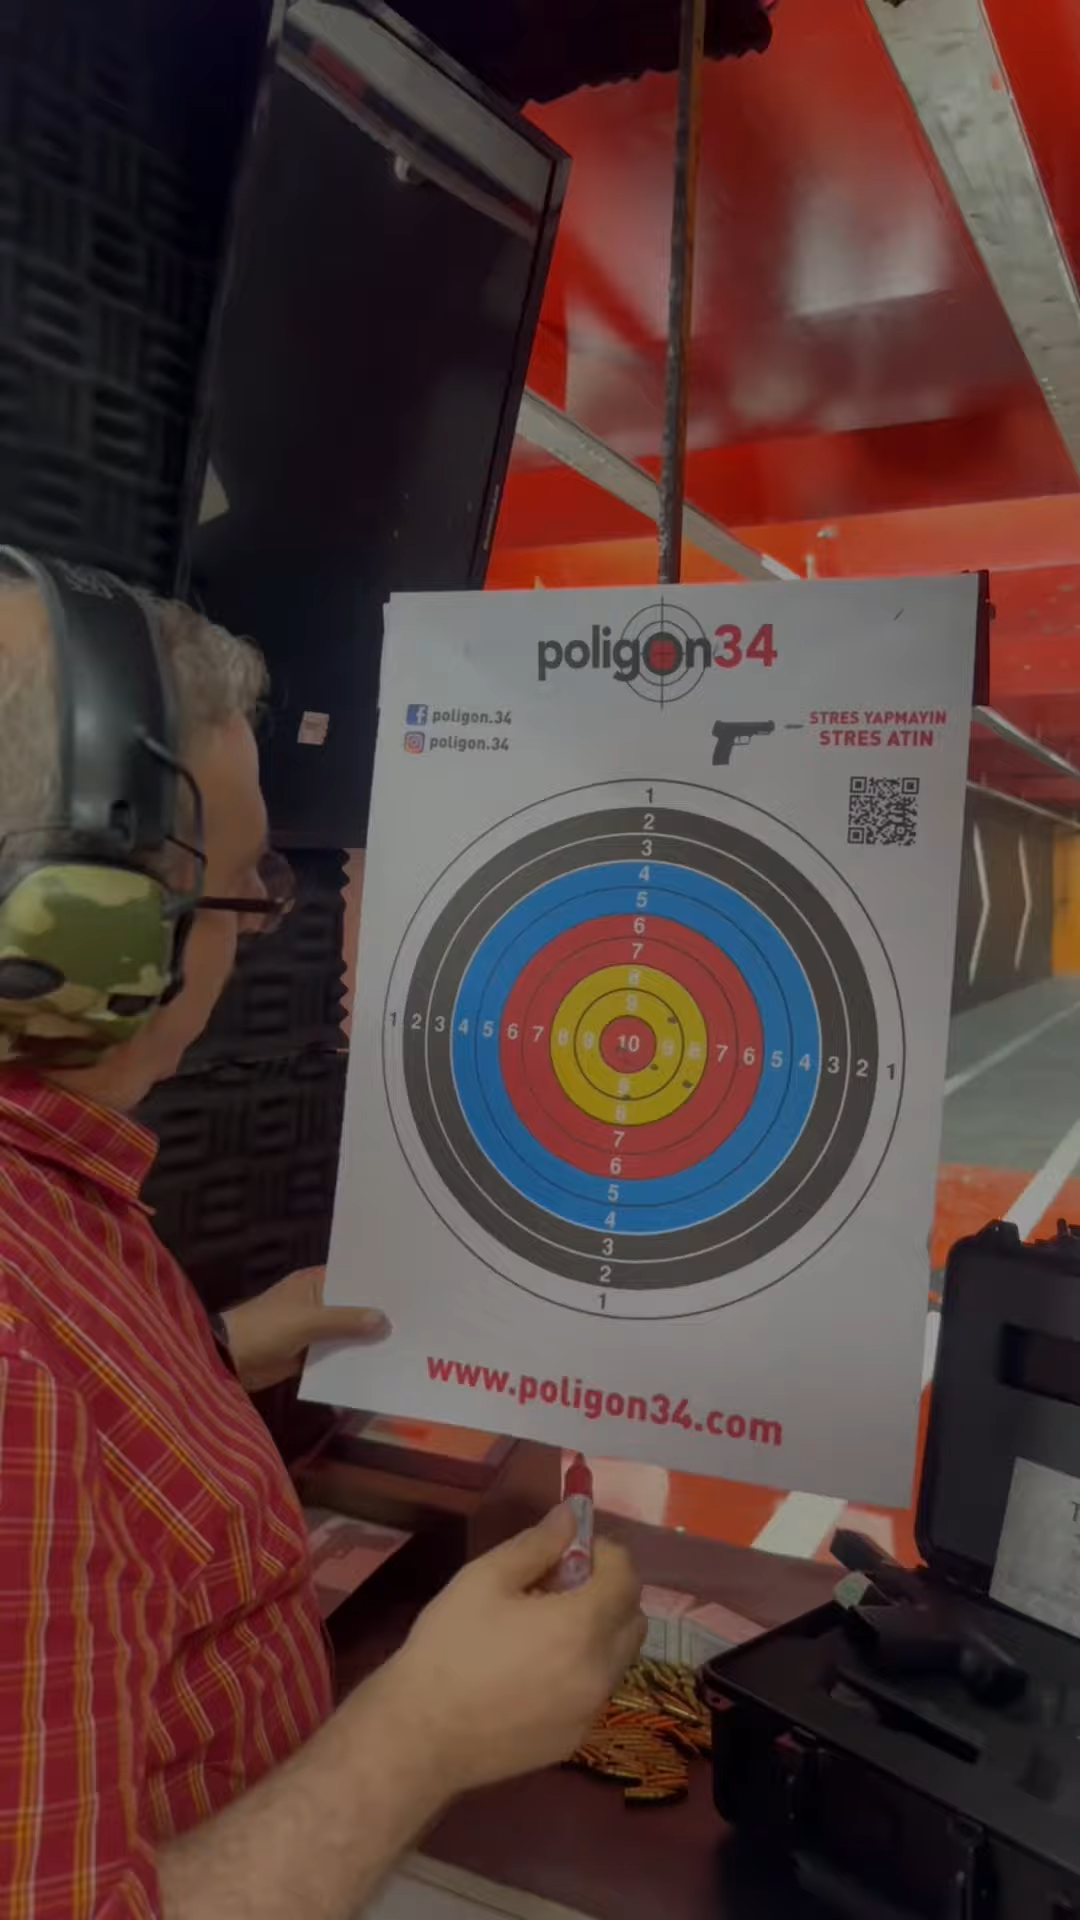 poligon34
poligon.34
poligon.34
STRES YAPMAYIN
STRES ATIN
1
2
3
4
5
6
7
8
9
1 2 3 4 5 6 7 8 9 10 9 8 7 6 5 4 3 2 1
9
8
7
6
5
4
3
2
1
www.poligon34.com